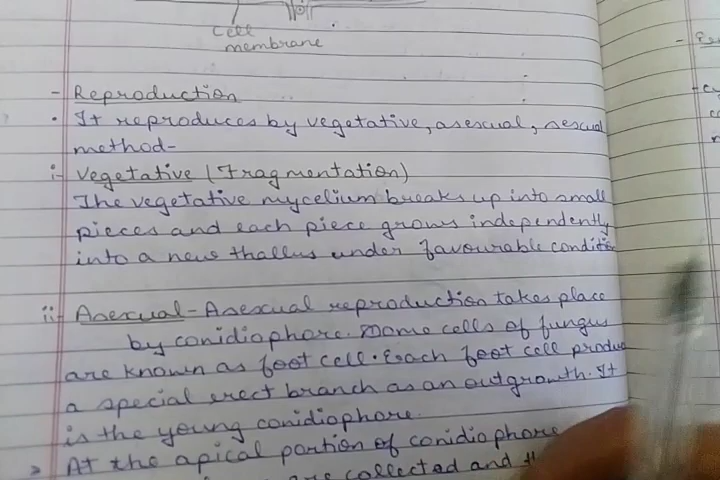 Cell
membrane
- Reproduction
• It reproduces by vegetative, asexual, sexual
method-
i- Vegetative (Fragmentation)
The vegetative mycelium breaks up into small
pieces and each piece grows independently
into a new thallus under favourable
ii- Asexual - Asexual reproduction takes place
by conidiophore. Some cells of fungus
are known as foot cell. Each foot cell
a special erect branch as an outgrowth. It
is the young conidiophore.
At the apical portion of conidiophore
are collected and